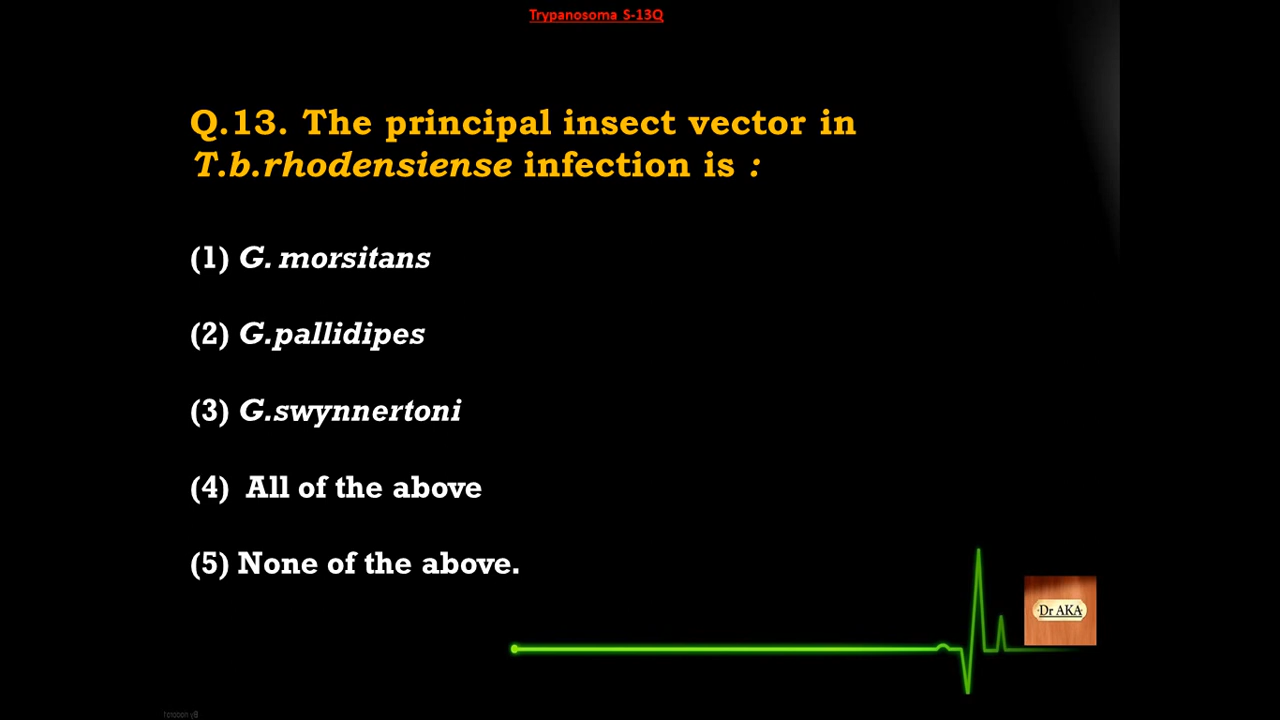 Trypanosoma S-13Q
Q.13. The principal insect vector in
T.b.rhodensiense infection is :
(1) G. morsitans
(2) G.pallidipes
(3) G.swynnertoni
(4) All of the above
(5) None of the above.
Dr AKA